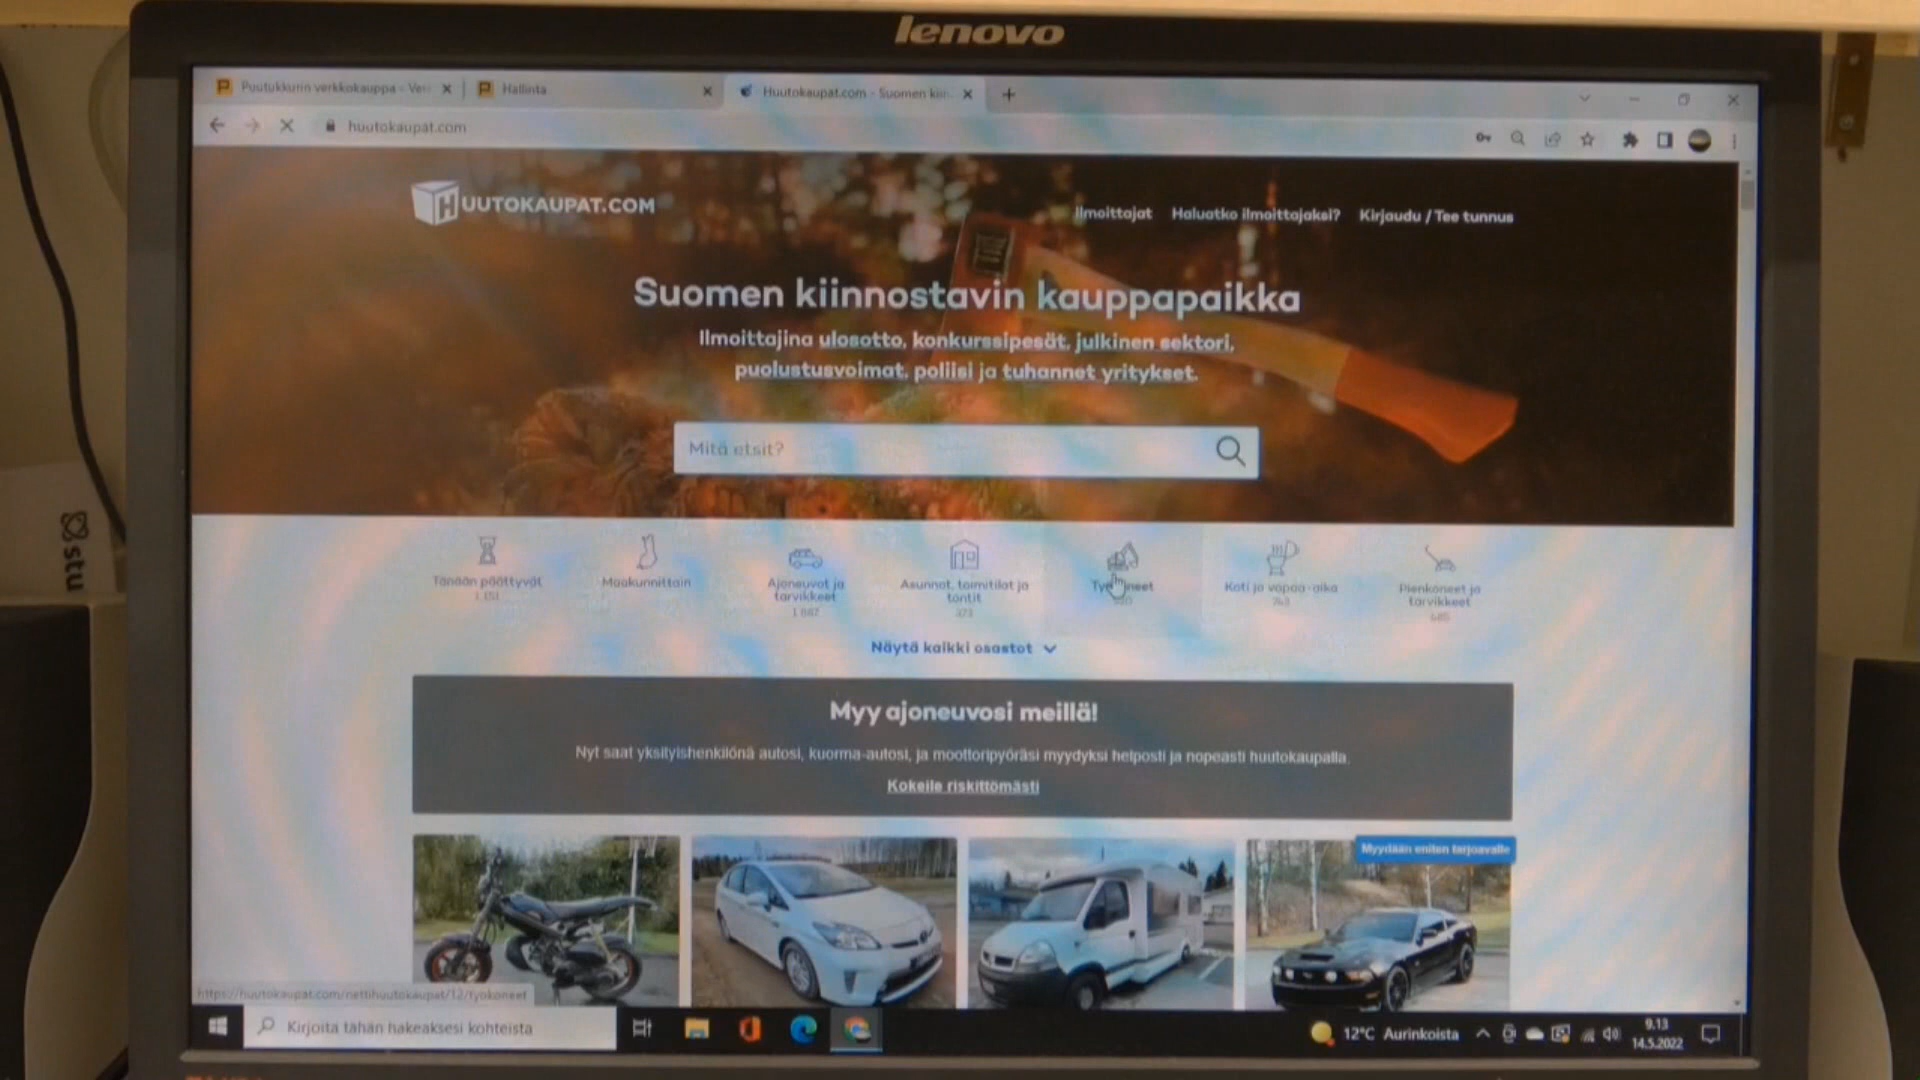 lenovo
Puutukkurin verkkokauppa - Ver
Hallinta
Huutokaupat.com - Suomen kiin
huutokaupat.com
HUUTOKAUPAT.COM
Ilmoittajat Haluatko ilmoittajaksi? Kirjaudu / Tee tunnus
Suomen kiinnostavin kauppapaikka
Ilmoittajina ulosotto, konkurssipesät, julkinen sektori,
puolustusvoimat, poliisi ja tuhannet yritykset.
Mitä etsit?
Tänään päättyvät
1 151
Maakunnittain
Ajoneuvot ja
tarvikkeet
Asunnot, toimitilat ja
tontit
373
Koti ja vapaa-aika
Pienkoneet ja
tarvikkeet
Näytä kaikki osastot
Myy ajoneuvosi meillä!
Nyt saat yksityishenkilönä autosi, kuorma-autosi, ja moottoripyöräsi myydyksi helposti ja nopeasti huutokaupalla.
Kokeile riskittömästi
Myydään eniten tarjoavalle
https://huutokaupat.com/nettihuutokaupat/12/tyokoneet
Kirjoita tähän hakeaksesi kohteista
12°C Aurinkoista
9.13
14.5.2022
stu